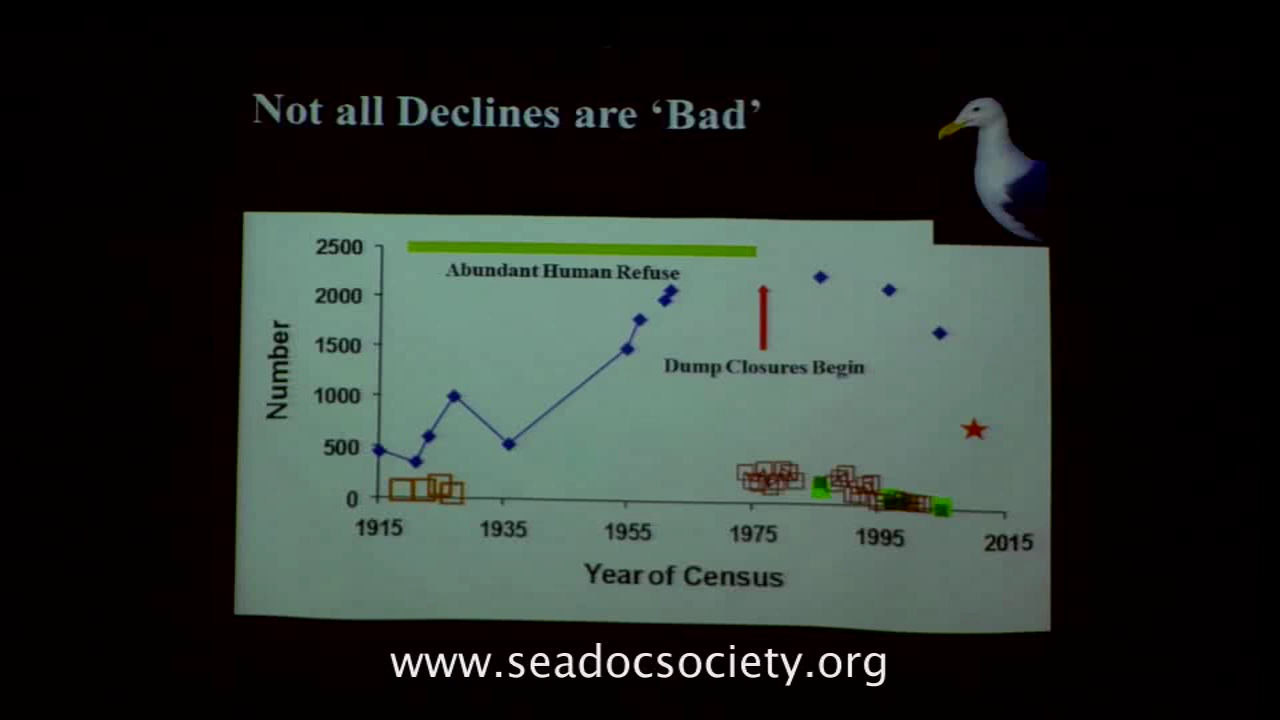 Not all Declines are ‘Bad’
2500
Abundant Human Refuse
2000
1500
Dump Closures Begin
Number
1000
500
0
1915
1935
1955
1975
1995
2015
Year of Census
www.seadocsociety.org